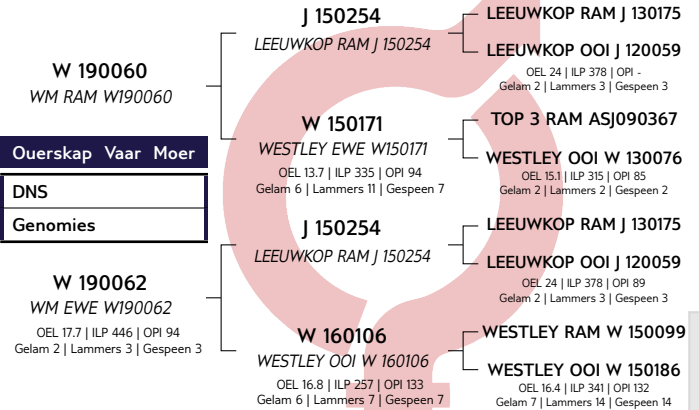 W 190060
WM RAM W190060
Ouerskap Vaar Moer
DNS
Genomies
W 190062
WM EWE W190062
OEL 17.7 | ILP 446 | OPI 94
Gelam 2 | Lammers 3 | Gespeen 3
J 150254
LEEUWKOP RAM J 150254
W 150171
WESTLEY EWE W150171
OEL 13.7 | ILP 335 | OPI 94
Gelam 6 | Lammers 11 | Gespeen 7
J 150254
LEEUWKOP RAM J 150254
W 160106
WESTLEY OOI W 160106
OEL 16.8 | ILP 257 | OPI 133
Gelam 6 | Lammers 7 | Gespeen 7
LEEUWKOP RAM J 130175
LEEUWKOP OOI J 120059
OEL 24 | ILP 378 | OPI -
Gelam 2 | Lammers 3 | Gespeen 3
TOP 3 RAM ASJ090367
WESTLEY OOI W 130076
OEL 15.1 | ILP 315 | OPI 85
Gelam 2 | Lammers 2 | Gespeen 2
LEEUWKOP RAM J 130175
LEEUWKOP OOI J 120059
OEL 24 | ILP 378 | OPI 89
Gelam 2 | Lammers 3 | Gespeen 3
WESTLEY RAM W 150099
WESTLEY OOI W 150186
OEL 16.4 | ILP 341 | OPI 132
Gelam 7 | Lammers 14 | Gespeen 14